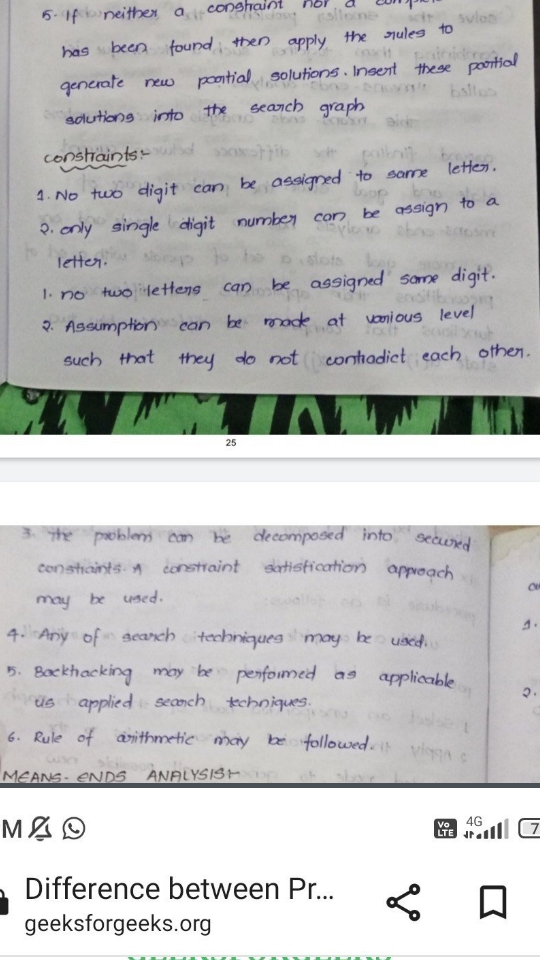 5. If neither a constraint nor a
has been found, then apply the rules to
generate new partial solutions. Insert these partial
solutions into the search graph
constraints:-
1. No two digit can be assigned to same letter.
2. only single digit number can be assign to a
letter.
1. no two letters can be assigned same digit.
2. Assumption can be made at various level
such that they do not contradict each other.
25
3. The problem can be decomposed into secured
constraints. A constraint satisfication approach
may be used.
4. Any of search techniques may be used.
5. Backhacking may be performed as applicable
us applied search techniques.
6. Rule of arithmetic may be followed.
MEANS-ENDS ANALYSIS:-
1.
2.
M
Vo LTE 4G 7
Difference between Pr...
geeksforgeeks.org